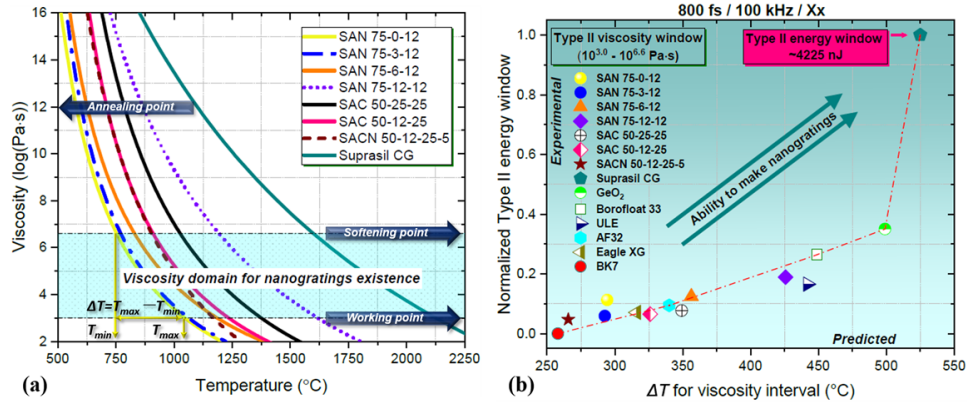 Viscosity (log(Pa·s))
16
14
12
10
8
6
4
2
SAN 75-0-12
SAN 75-3-12
SAN 75-6-12
SAN 75-12-12
SAC 50-25-25
SAC 50-12-25
SACN 50-12-25-5
Suprasil CG
Annealing point
Softening point
Viscosity domain for nanogratings existence
ΔT=Tmax —Tmin
Working point
Tmin
Tmax
500 750 1000 1250 1500 1750 2000 2250
Temperature (°C)
(a)
800 fs / 100 kHz / Xx
Normalized Type II energy window
1.0
0.8
0.6
0.4
0.2
0.0
Type II viscosity window
(10^3.0 - 10^6.6 Pa·s)
Type II energy window
~4225 nJ
Experimental
SAN 75-0-12
SAN 75-3-12
SAN 75-6-12
SAN 75-12-12
SAC 50-25-25
SAC 50-12-25
SACN 50-12-25-5
Suprasil CG
GeO2
Borofloat 33
ULE
AF32
Eagle XG
BK7
Ability to make nanogratings
Predicted
250 300 350 400 450 500 550
ΔT for viscosity interval (°C)
(b)